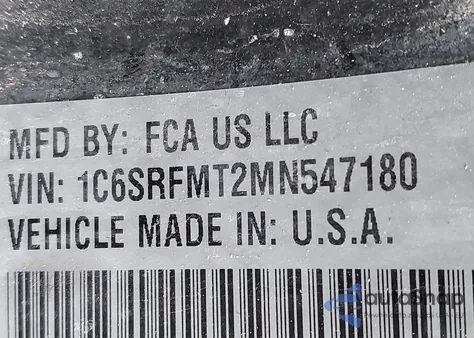 MFD BY: FCA US LLC
VIN: 1C6SRFMT2MN547180
VEHICLE MADE IN: U.S.A.